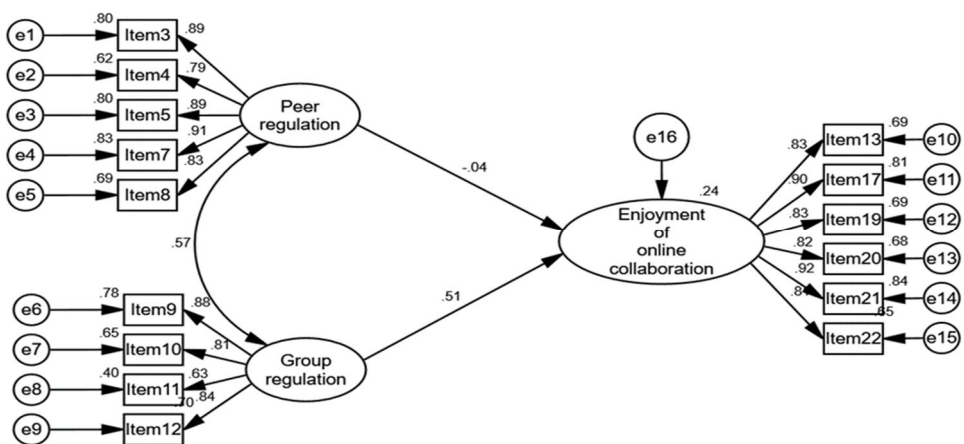 e1
.80
Item3
.89
e2
.62
Item4
.79
e3
.80
Item5
.89
e4
.83
Item7
.91
e5
.69
Item8
.83
Peer
regulation
.57
e6
.78
Item9
.88
e7
.65
Item10
.81
e8
.40
Item11
.63
e9
.70
Item12
.84
Group
regulation
-.04
.51
e16
.24
Enjoyment
of
online
collaboration
.83
Item13
.69
e10
.90
Item17
.81
e11
.83
Item19
.69
e12
.82
Item20
.68
e13
.92
Item21
.84
e14
.84
Item22
.65
e15